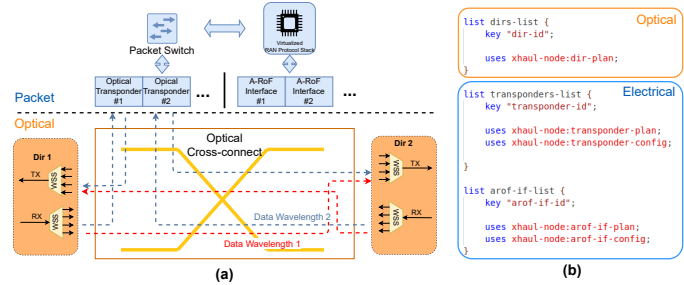 Packet Switch
Virtualized
RAN Protocol Stack
Optical
Transponder
#1
Optical
Transponder
#2
...
A-RoF
Interface
#1
A-RoF
Interface
#2
...
Packet
Optical
Optical
Cross-connect
Dir 1
TX
WSS
RX
WSS
Dir 2
WSS
TX
WSS
RX
Data Wavelength 2
Data Wavelength 1
(a)
Optical
list dirs-list {
key "dir-id";
uses xhaul-node:dir-plan;
}
Electrical
list transponders-list {
key "transponder-id";
uses xhaul-node:transponder-plan;
uses xhaul-node:transponder-config;
}
list arof-if-list {
key "arof-if-id";
uses xhaul-node:arof-if-plan;
uses xhaul-node:arof-if-config;
}
(b)